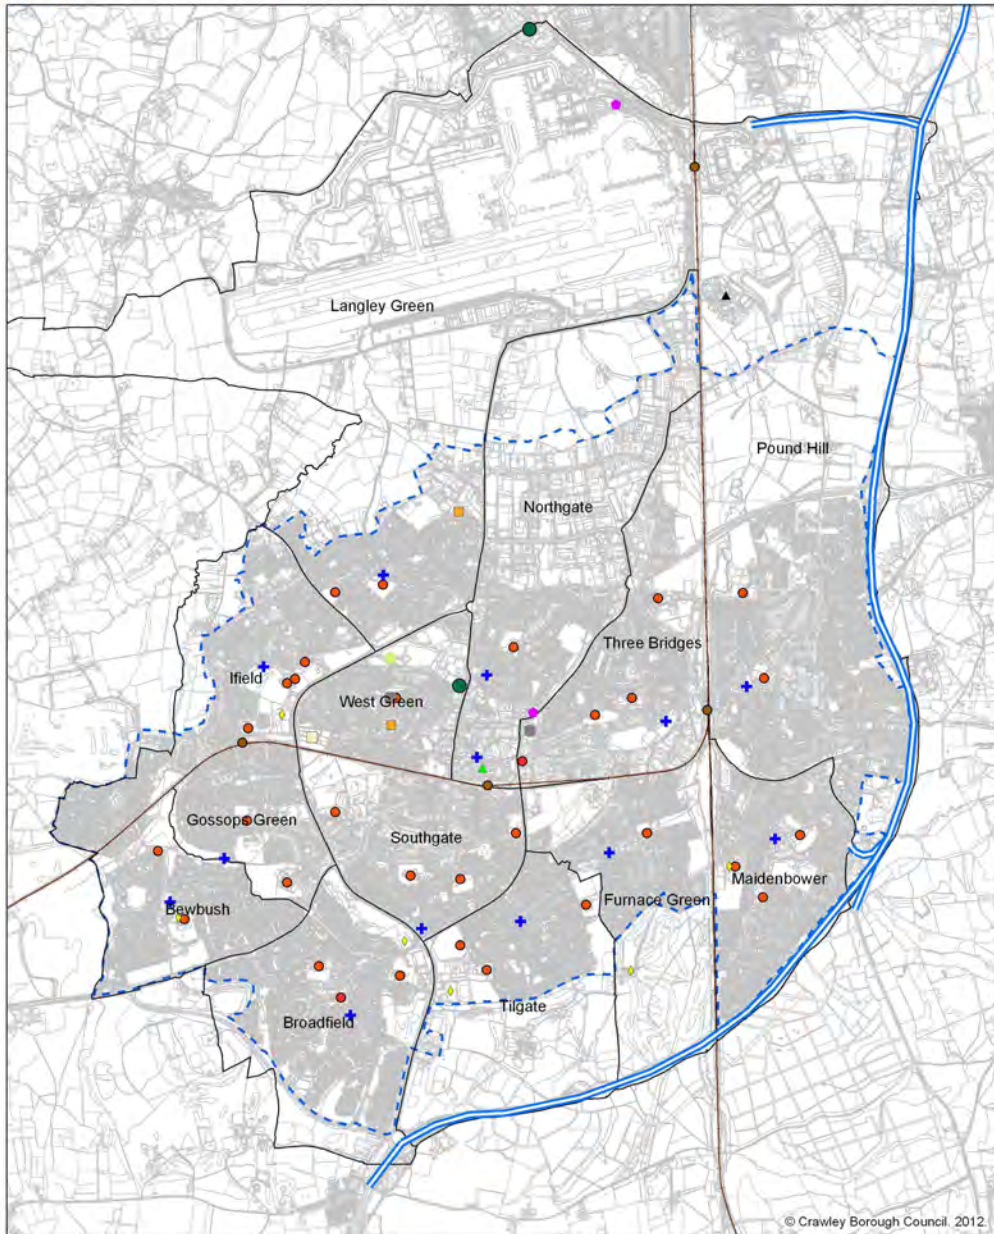 Langley Green
Pound Hill
Northgate
Three Bridges
Ifield
West Green
Gossops Green
Southgate
Maidenbower
Furnace Green
Bewbush
Tilgate
Broadfield
© Crawley Borough Council. 2012.